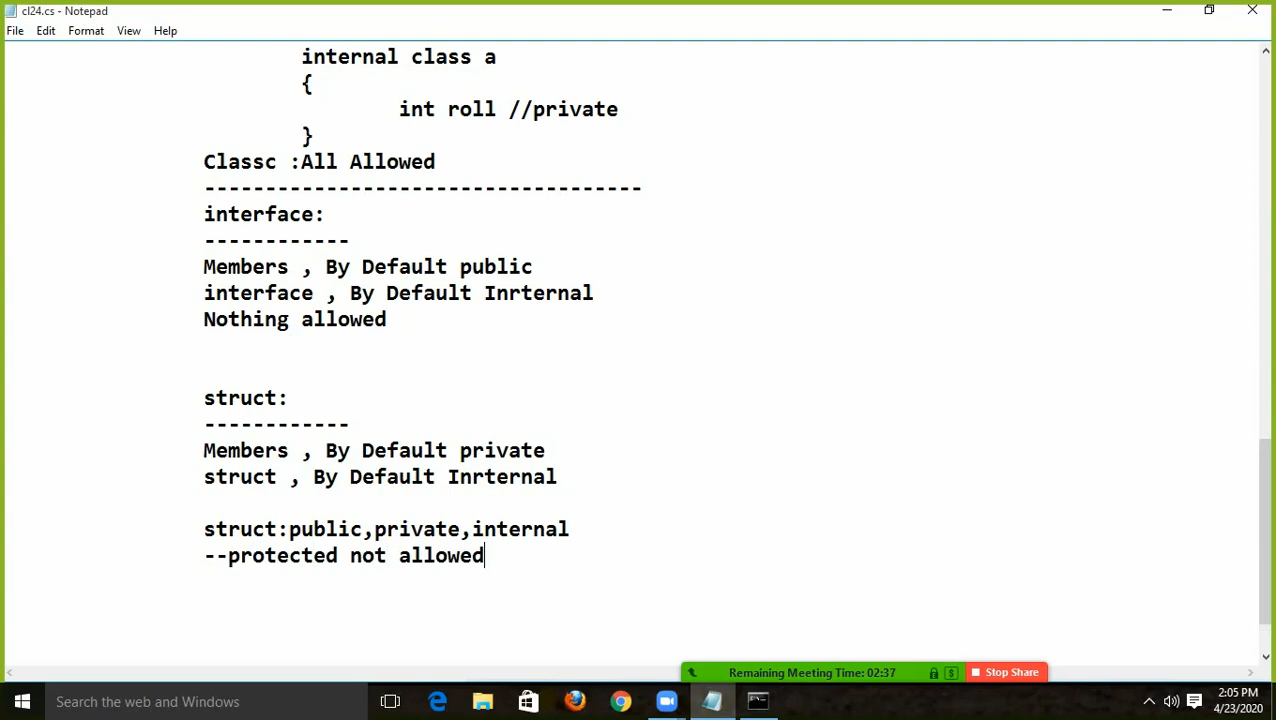 cl24.cs - Notepad
File Edit Format View Help
internal class a
{
int roll //private
}
Classc :All Allowed
------------------------------------
interface:
------------
Members , By Default public
interface , By Default Inrternal
Nothing allowed
struct:
------------
Members , By Default private
struct , By Default Inrternal
struct:public,private,internal
--protected not allowed
Remaining Meeting Time: 02:37
Stop Share
Search the web and Windows
2:05 PM
4/23/2020